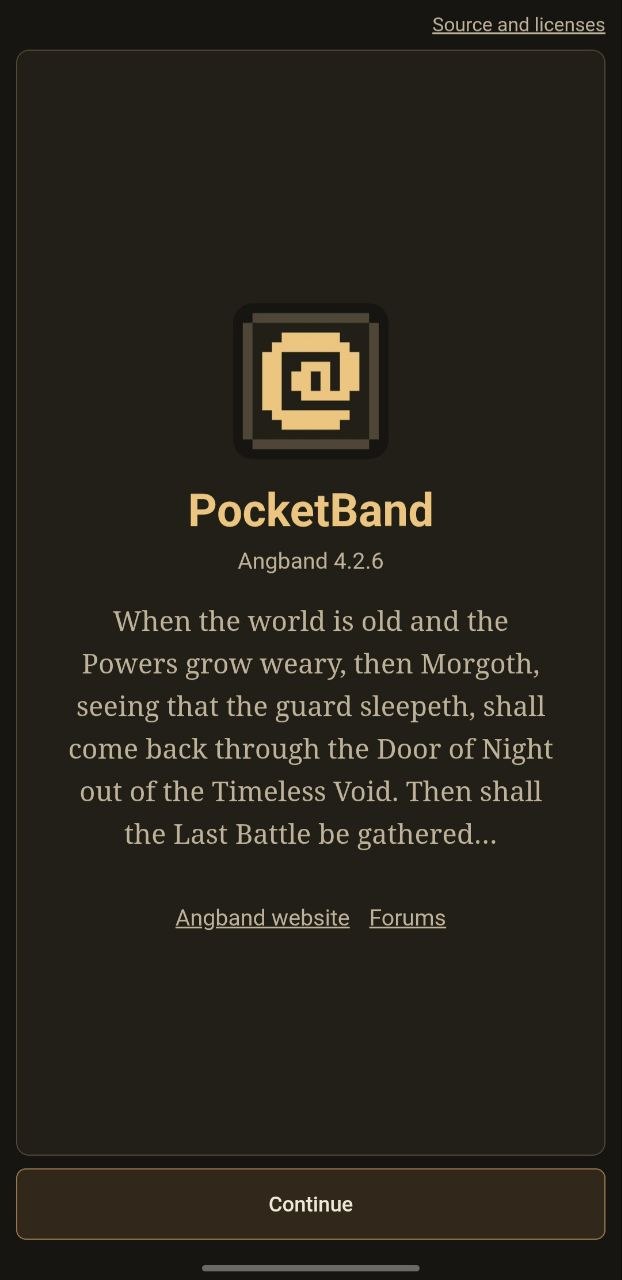 Source and licenses
@
PocketBand
Angband 4.2.6
When the world is old and the
Powers grow weary, then Morgoth,
seeing that the guard sleepeth, shall
come back through the Door of Night
out of the Timeless Void. Then shall
the Last Battle be gathered...
Angband website Forums
Continue